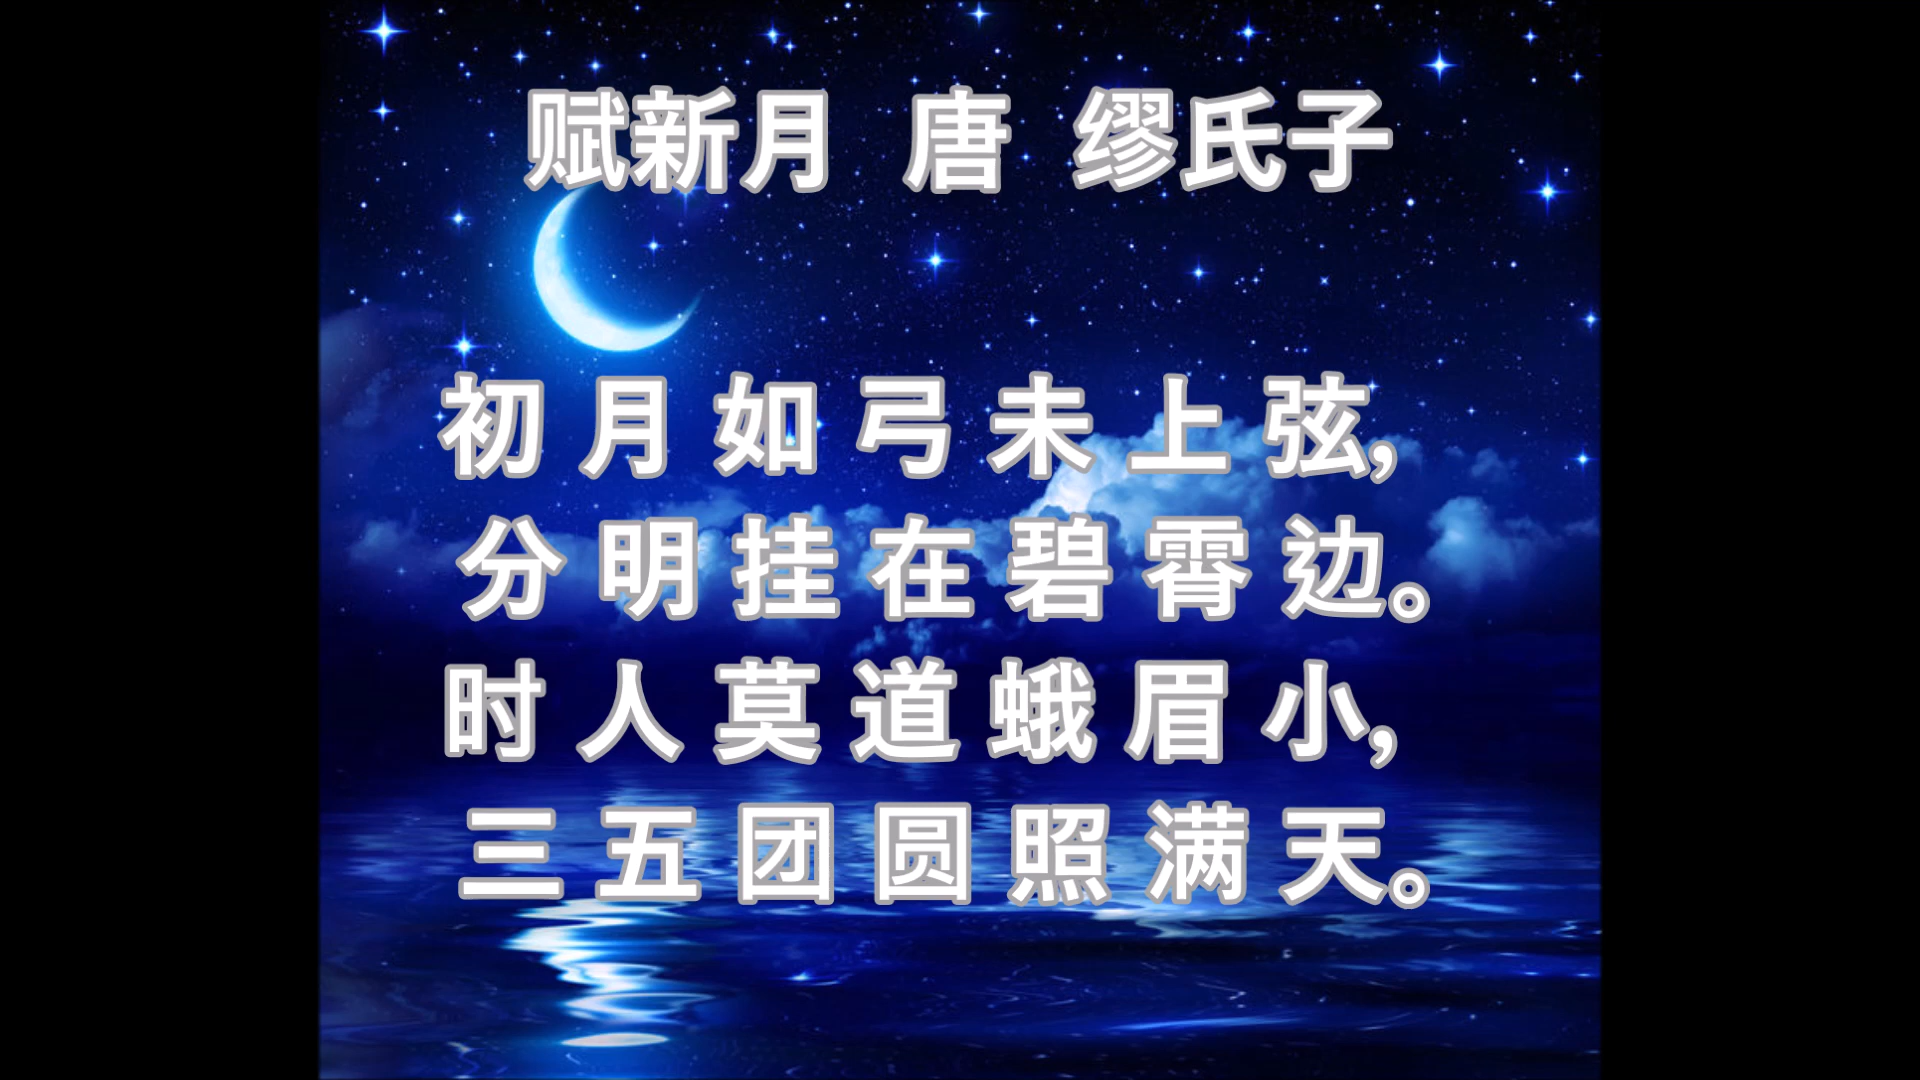 赋新月 唐 缪氏子
初月如弓未上弦，
分明挂在碧霄边。
时人莫道蛾眉小，
三五团圆照满天。